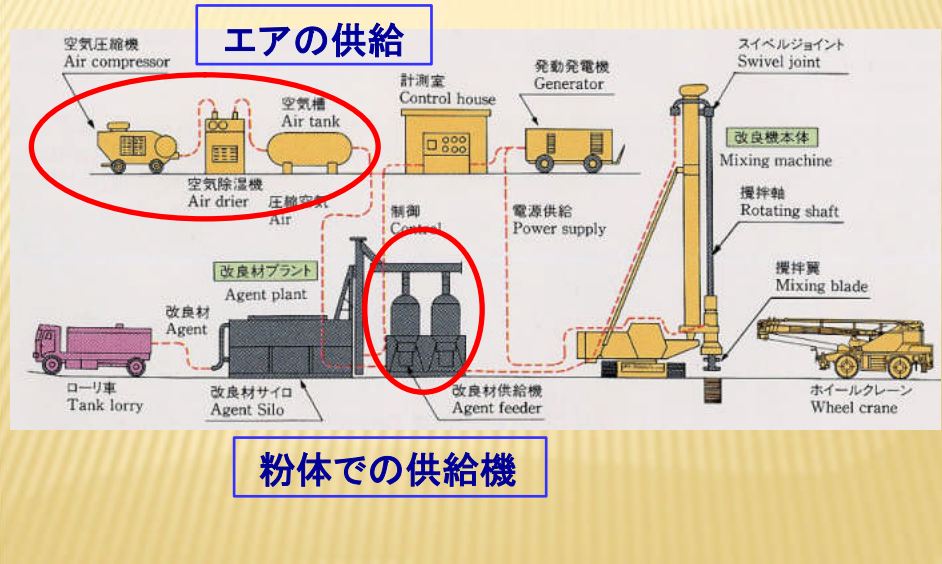 エアの供給
空気圧縮機
Air compressor
空気槽
Air tank
空気除湿機
Air drier
圧縮空気
Air
計測室
Control house
発動発電機
Generator
スイベルジョイント
Swivel joint
改良機本体
Mixing machine
攪拌軸
Rotating shaft
攪拌翼
Mixing blade
制御
Control
電源供給
Power supply
改良材プラント
Agent plant
改良材
Agent
ローリ車
Tank lorry
改良材サイロ
Agent Silo
改良材供給機
Agent feeder
ホイールクレーン
Wheel crane
粉体での供給機